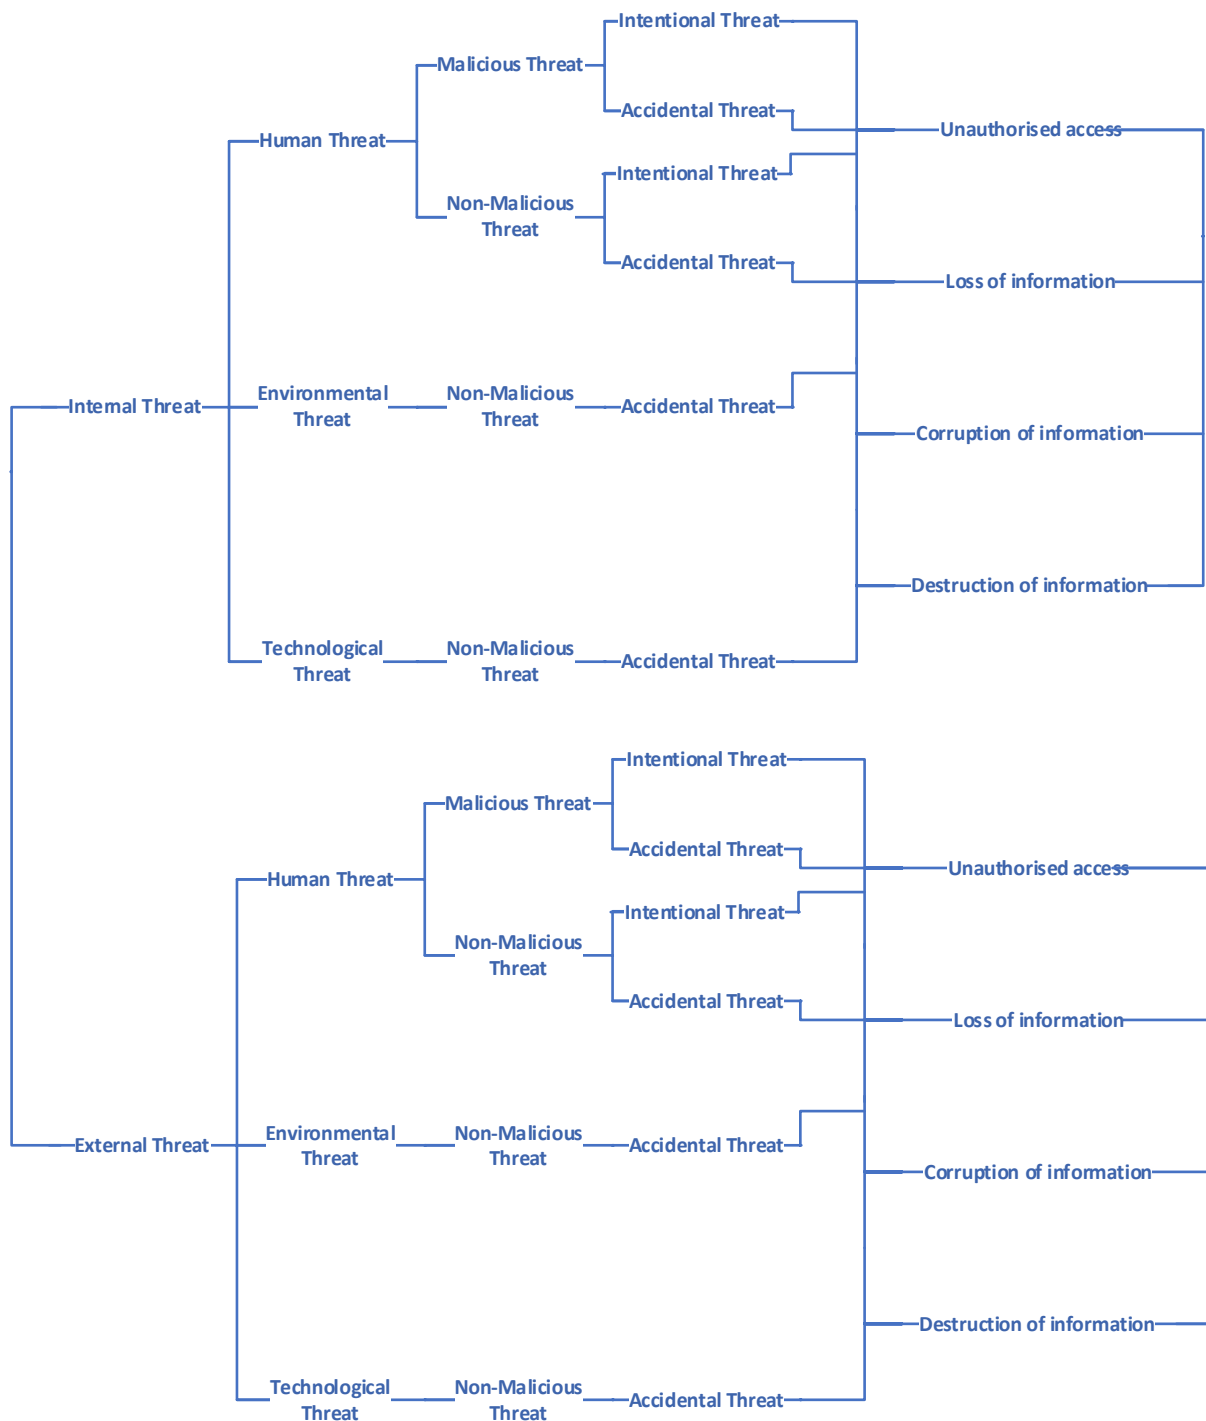 Intentional Threat
Malicious Threat
Accidental Threat
Unauthorised access
Human Threat
Intentional Threat
Non-Malicious
Threat
Accidental Threat
Loss of information
Internal Threat
Environmental
Threat
Non-Malicious
Threat
Accidental Threat
Corruption of information
Destruction of information
Technological
Threat
Non-Malicious
Threat
Accidental Threat
Intentional Threat
Malicious Threat
Accidental Threat
Unauthorised access
Human Threat
Intentional Threat
Non-Malicious
Threat
Accidental Threat
Loss of information
External Threat
Environmental
Threat
Non-Malicious
Threat
Accidental Threat
Corruption of information
Destruction of information
Technological
Threat
Non-Malicious
Threat
Accidental Threat